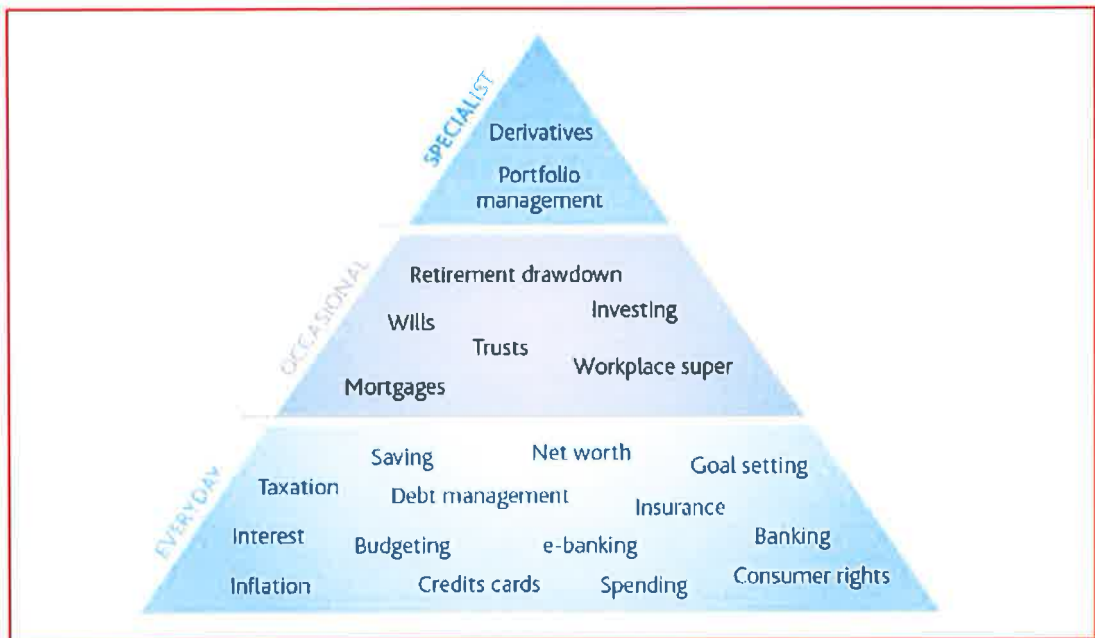 SPECIALIST
Derivatives
Portfolio
management
OCCASIONAL
Retirement drawdown
Investing
Wills
Trusts
Workplace super
Mortgages
EVERYDAY
Saving
Net worth
Goal setting
Taxation
Debt management
Insurance
Interest
Budgeting
e-banking
Banking
Inflation
Credits cards
Spending
Consumer rights